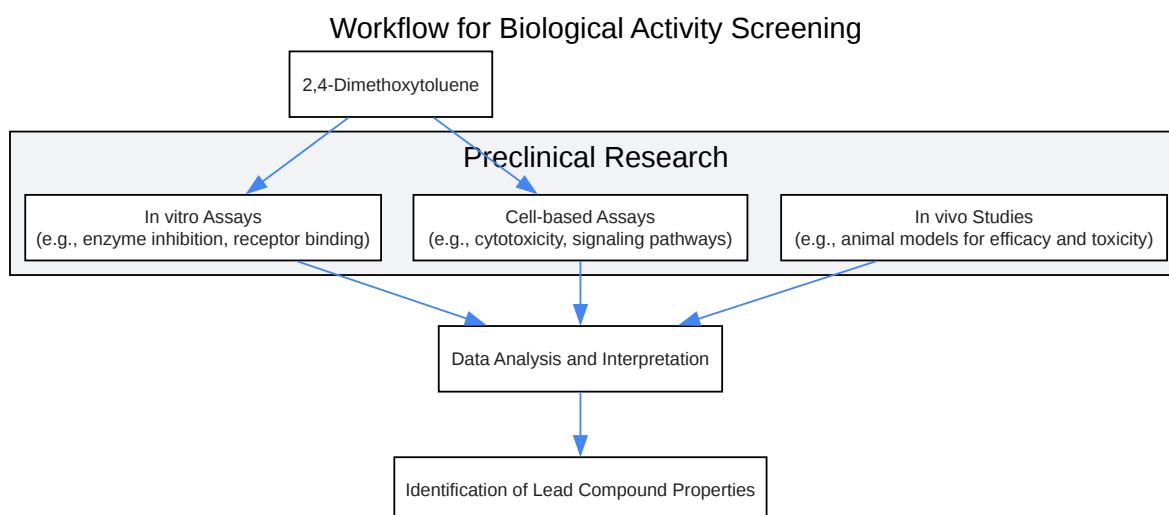 Workflow for Biological Activity Screening
2,4-Dimethoxytoluene
Preclinical Research
In vitro Assays
(e.g., enzyme inhibition, receptor binding)
Cell-based Assays
(e.g., cytotoxicity, signaling pathways)
In vivo Studies
(e.g., animal models for efficacy and toxicity)
Data Analysis and Interpretation
Identification of Lead Compound Properties